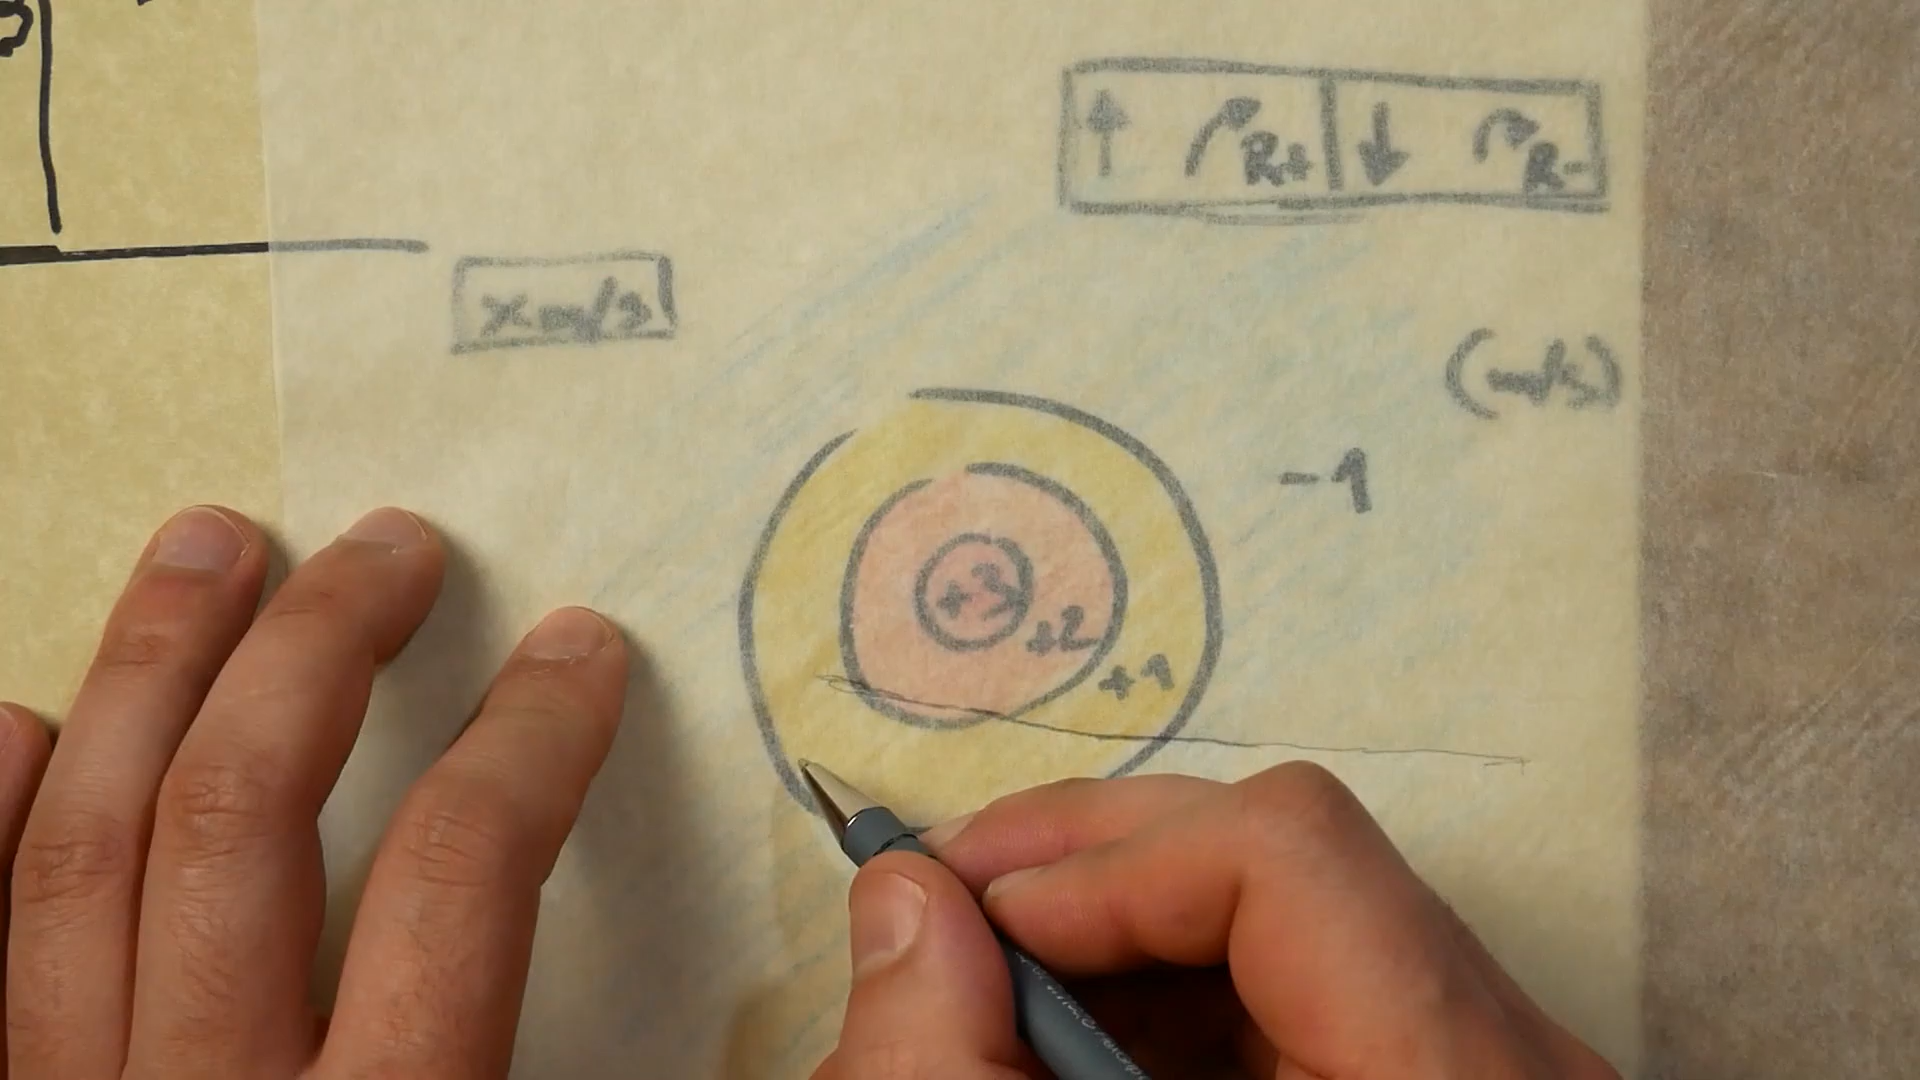 ↑ R+ ↓ R-
x m/s
(m/s)
-1
+3
+2
+1